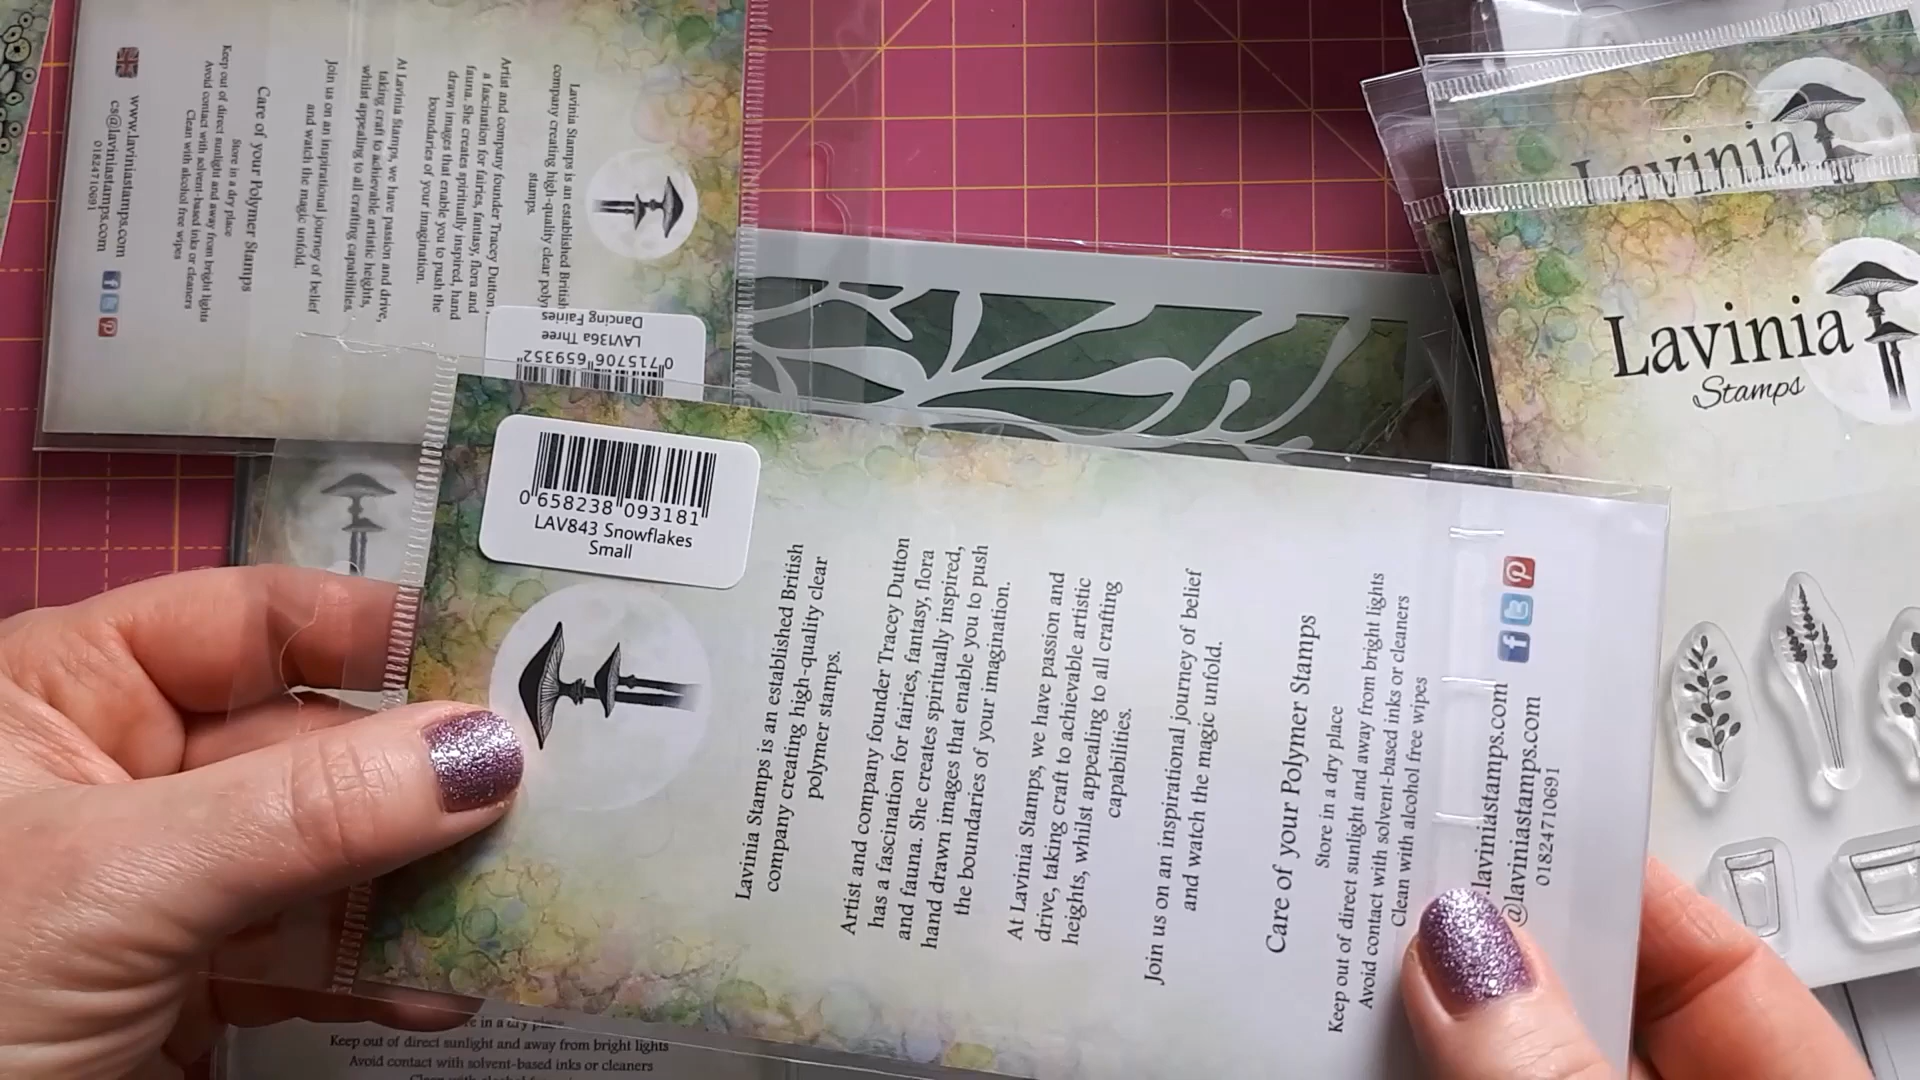 Lavinia Stamps is an established British
company creating high-quality clear
stamps.
Artist and company founder Tracey Dutton
a fascination for fairies, fantasy, flora and
fauna. She creates spiritually inspired, hand
drawn images that enable you to push the
boundaries of your imagination.
At Lavinia Stamps, we have passion and drive,
taking craft to achievable artistic heights,
whilst appealing to all crafting capabilities.
Join us on an inspirational journey of belief
and watch the magic unfold.
Care of your Polymer Stamps
Store in a dry place
Keep out of direct sunlight and away from bright lights
Avoid contact with solvent-based inks or cleaners
Clean with alcohol free wipes
www.laviniastamps.com
cs@laviniastamps.com
01824710691
0 715706 659352
LAV136a Three
Dancing Fairies
Lavinia
Lavinia
Stamps
0 658238 093181
LAV843 Snowflakes
Small
Lavinia Stamps is an established British
company creating high-quality clear
polymer stamps.
Artist and company founder Tracey Dutton
has a fascination for fairies, fantasy, flora
and fauna. She creates spiritually inspired,
hand drawn images that enable you to push
the boundaries of your imagination.
At Lavinia Stamps, we have passion and
drive, taking craft to achievable artistic
heights, whilst appealing to all crafting
capabilities.
Join us on an inspirational journey of belief
and watch the magic unfold.
Care of your Polymer Stamps
Store in a dry place
Keep out of direct sunlight and away from bright lights
Avoid contact with solvent-based inks or cleaners
Clean with alcohol free wipes
.laviniastamps.com
@laviniastamps.com
01824710691
in a dry place
Keep out of direct sunlight and away from bright lights
Avoid contact with solvent-based inks or cleaners